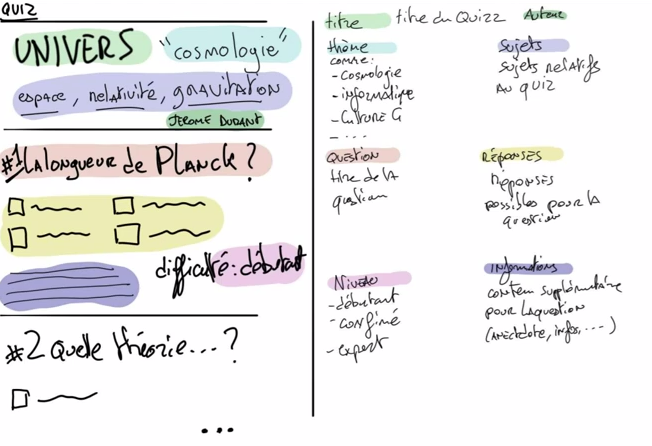 QUIZ
UNIVERS "cosmologie"
espace, relativité, gravitation
JEROME DURANT
#1 La longueur de Planck ?
difficulté : débutant
#2 Quelle théorie... ?
...
titre titre du Quizz Auteur
thème
comme :
- Cosmologie
- informatique
- Culture G
- ....
Sujets
Sujets relatifs
au quiz
QUESTION
titre de la
question
RÉPONSES
Réponses
possibles pour la
question
Niveau
- débutant
- confirmé
- expert
Informations
contenu supplémentaire
pour la question
(anecdote, infos, ....)